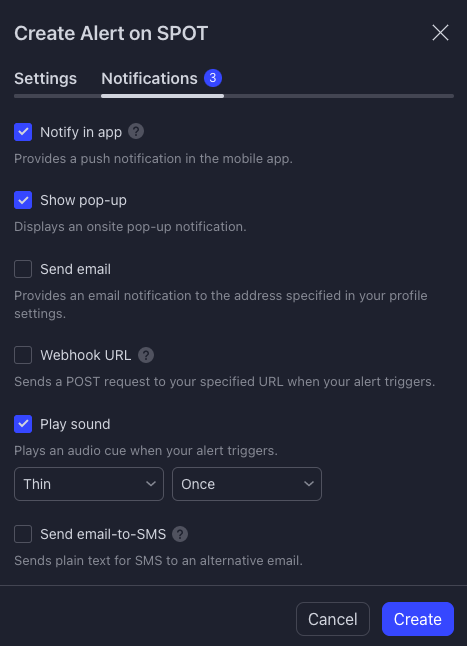 Create Alert on SPOT
Settings Notifications 3
Notify in app ?
Provides a push notification in the mobile app.
Show pop-up
Displays an onsite pop-up notification.
Send email
Provides an email notification to the address specified in your profile
settings.
Webhook URL ?
Sends a POST request to your specified URL when your alert triggers.
Play sound
Plays an audio cue when your alert triggers.
Thin Once
Send email-to-SMS ?
Sends plain text for SMS to an alternative email.
Cancel Create